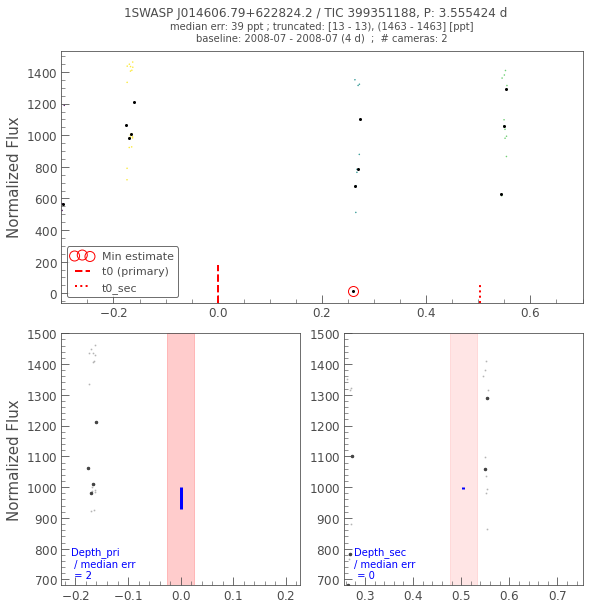 1SWASP J014606.79+622824.2 / TIC 399351188, P: 3.555424 d
median err: 39 ppt ; truncated: [13 - 13), (1463 - 1463] [ppt]
baseline: 2008-07 - 2008-07 (4 d)  ;  # cameras: 2
Normalized Flux
1400
1200
1000
800
600
400
200
0
Min estimate
t0 (primary)
t0_sec
−0.2 0.0 0.2 0.4 0.6
Normalized Flux
1500
1400
1300
1200
1100
1000
900
800
700
Depth_pri
/ median err
= 2
−0.2 −0.1 0.0 0.1 0.2
1500
1400
1300
1200
1100
1000
900
800
700
Depth_sec
/ median err
= 0
0.3 0.4 0.5 0.6 0.7